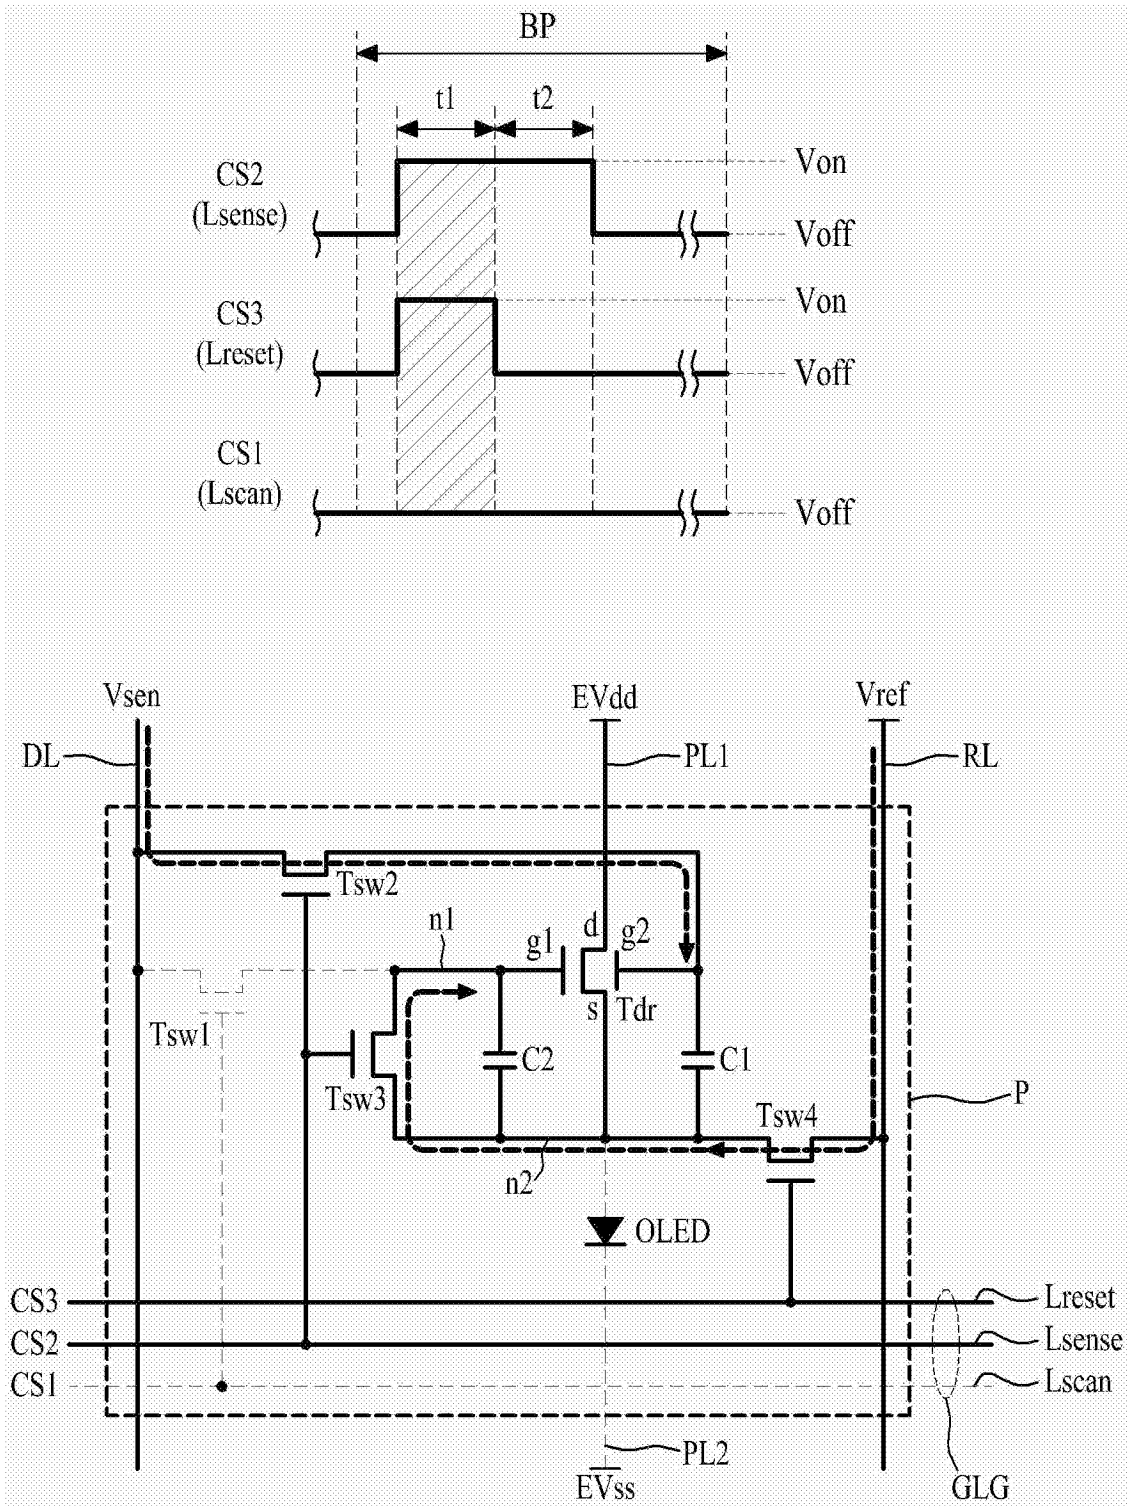 BP
t1 t2
CS2
(Lsense)
Von
Voff
CS3
(Lreset)
Von
Voff
CS1
(Lscan)
Voff
Vsen EVdd Vref
DL PL1 RL
Tsw2
n1 g1 d g2
s Tdr
Tsw1
Tsw3 C2 C1
Tsw4 P
n2
OLED
CS3 Lreset
CS2 Lsense
CS1 Lscan
PL2
EVss GLG